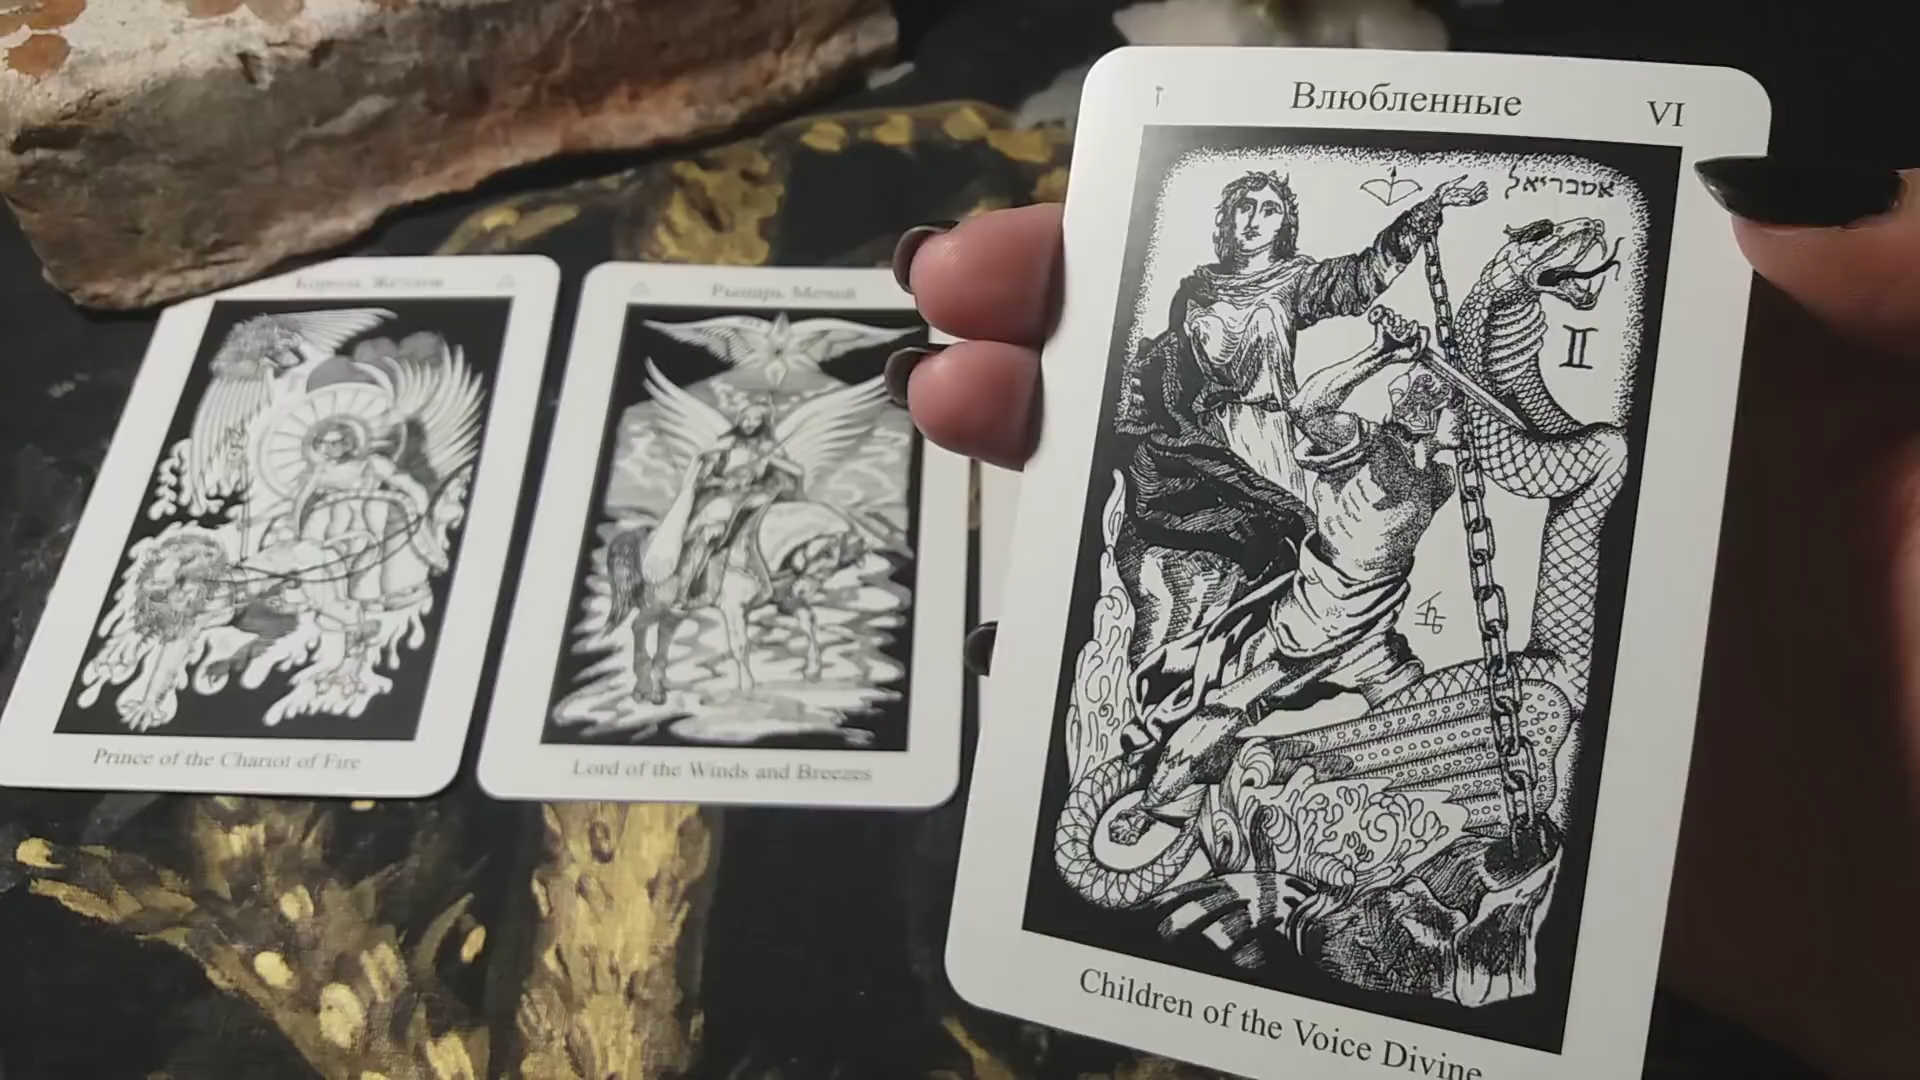 ז
Влюбленные
VI
אמבריאל
♊
Children of the Voice Divine
Король Жезлов
Prince of the Chariot of Fire
Рыцарь Мечей
Lord of the Winds and Breezes